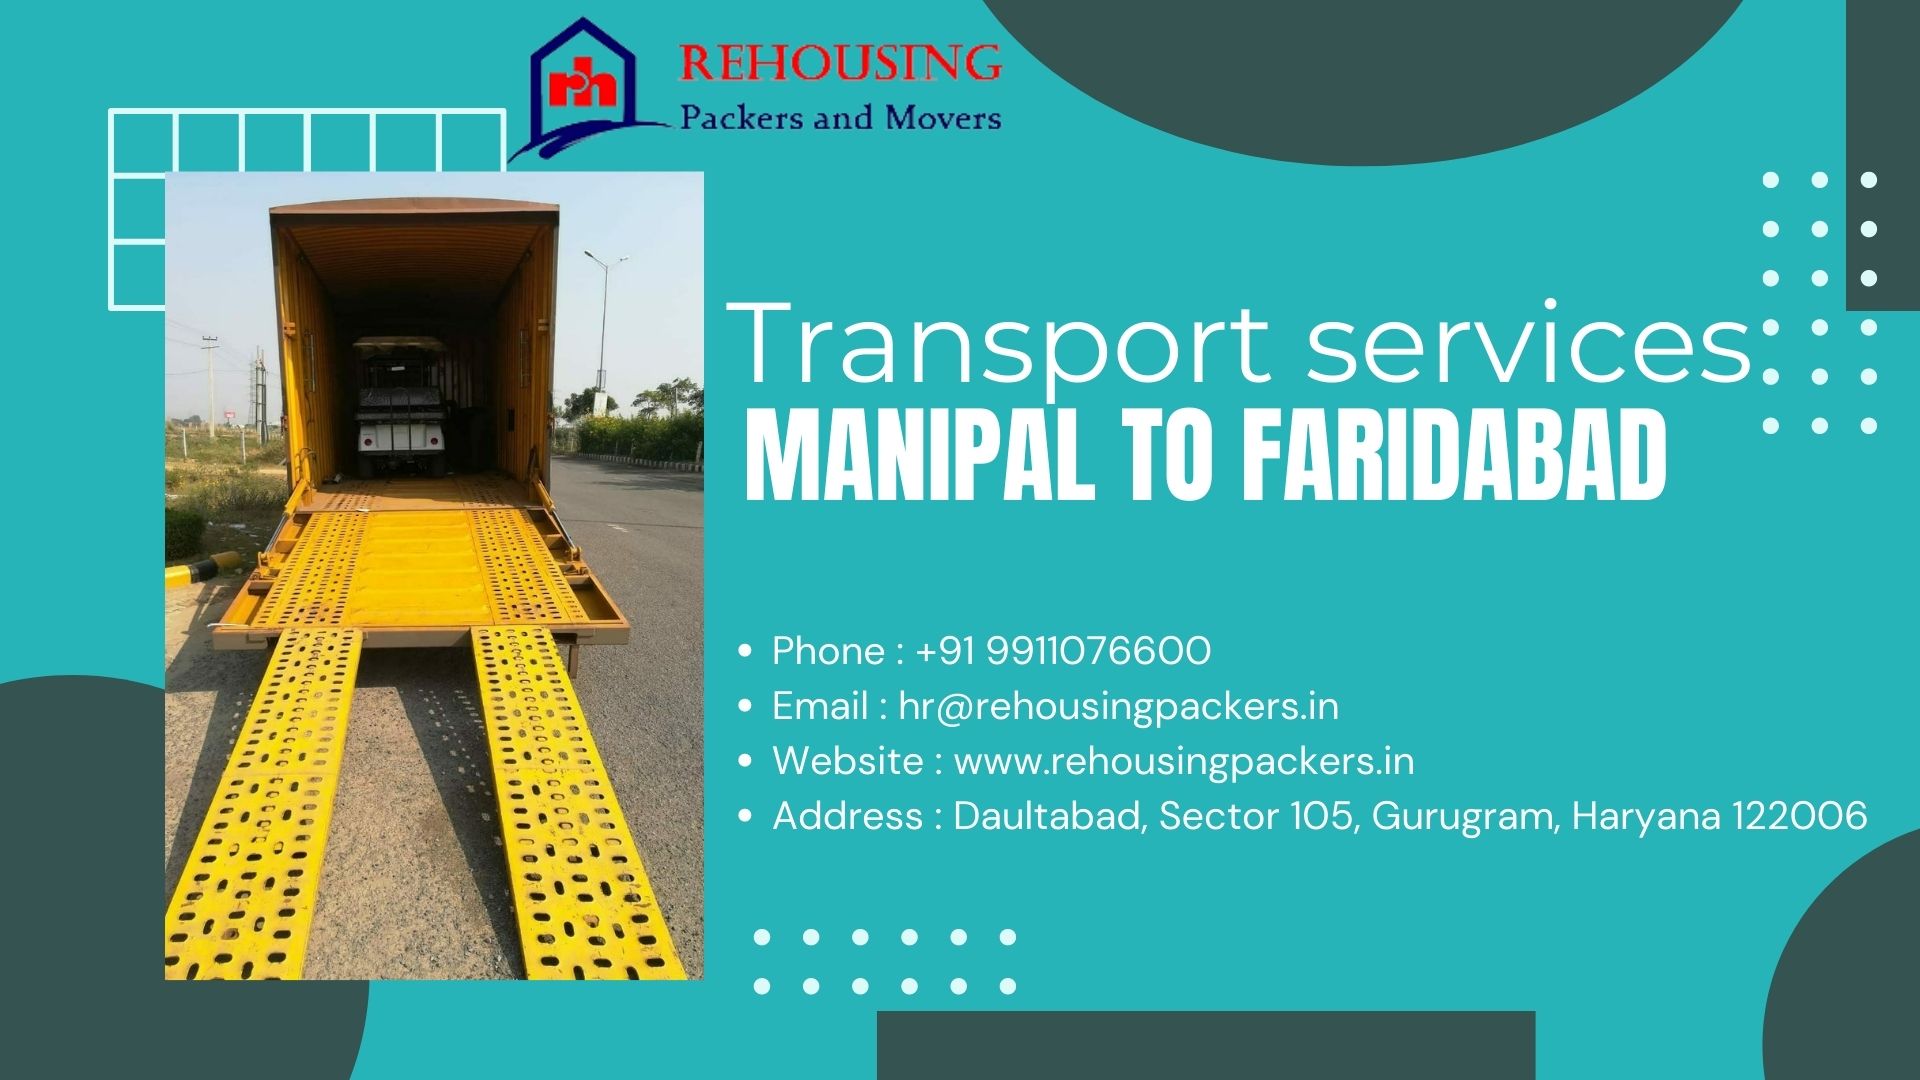 REHOUSING
Packers and Movers
Transport services
MANIPAL TO FARIDABAD
Phone : +91 9911076600
Email : hr@rehousingpackers.in
Website : www.rehousingpackers.in
Address : Daultabad, Sector 105, Gurugram, Haryana 122006